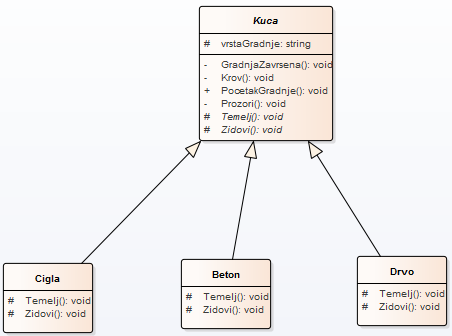 Kuca
# vrstaGradnje: string
- GradnjaZavrsena(): void
- Krov(): void
+ PocetakGradnje(): void
- Prozori(): void
# Temelj(): void
# Zidovi(): void
Cigla
# Temelj(): void
# Zidovi(): void
Beton
# Temelj(): void
# Zidovi(): void
Drvo
# Temelj(): void
# Zidovi(): void